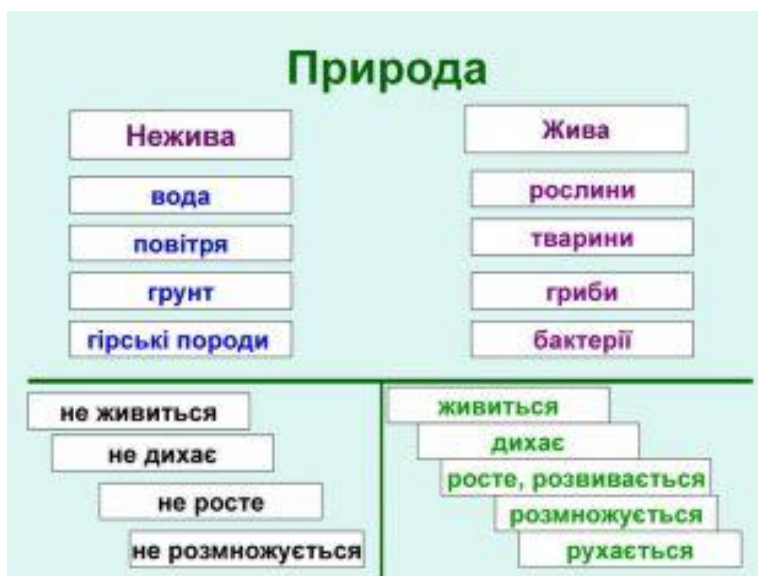 Природа
Нежива
вода
повітря
грунт
гірські породи
Жива
рослини
тварини
гриби
бактерії
не живиться
не дихає
не росте
не розмножується
живиться
дихає
росте, розвивається
розмножується
рухається